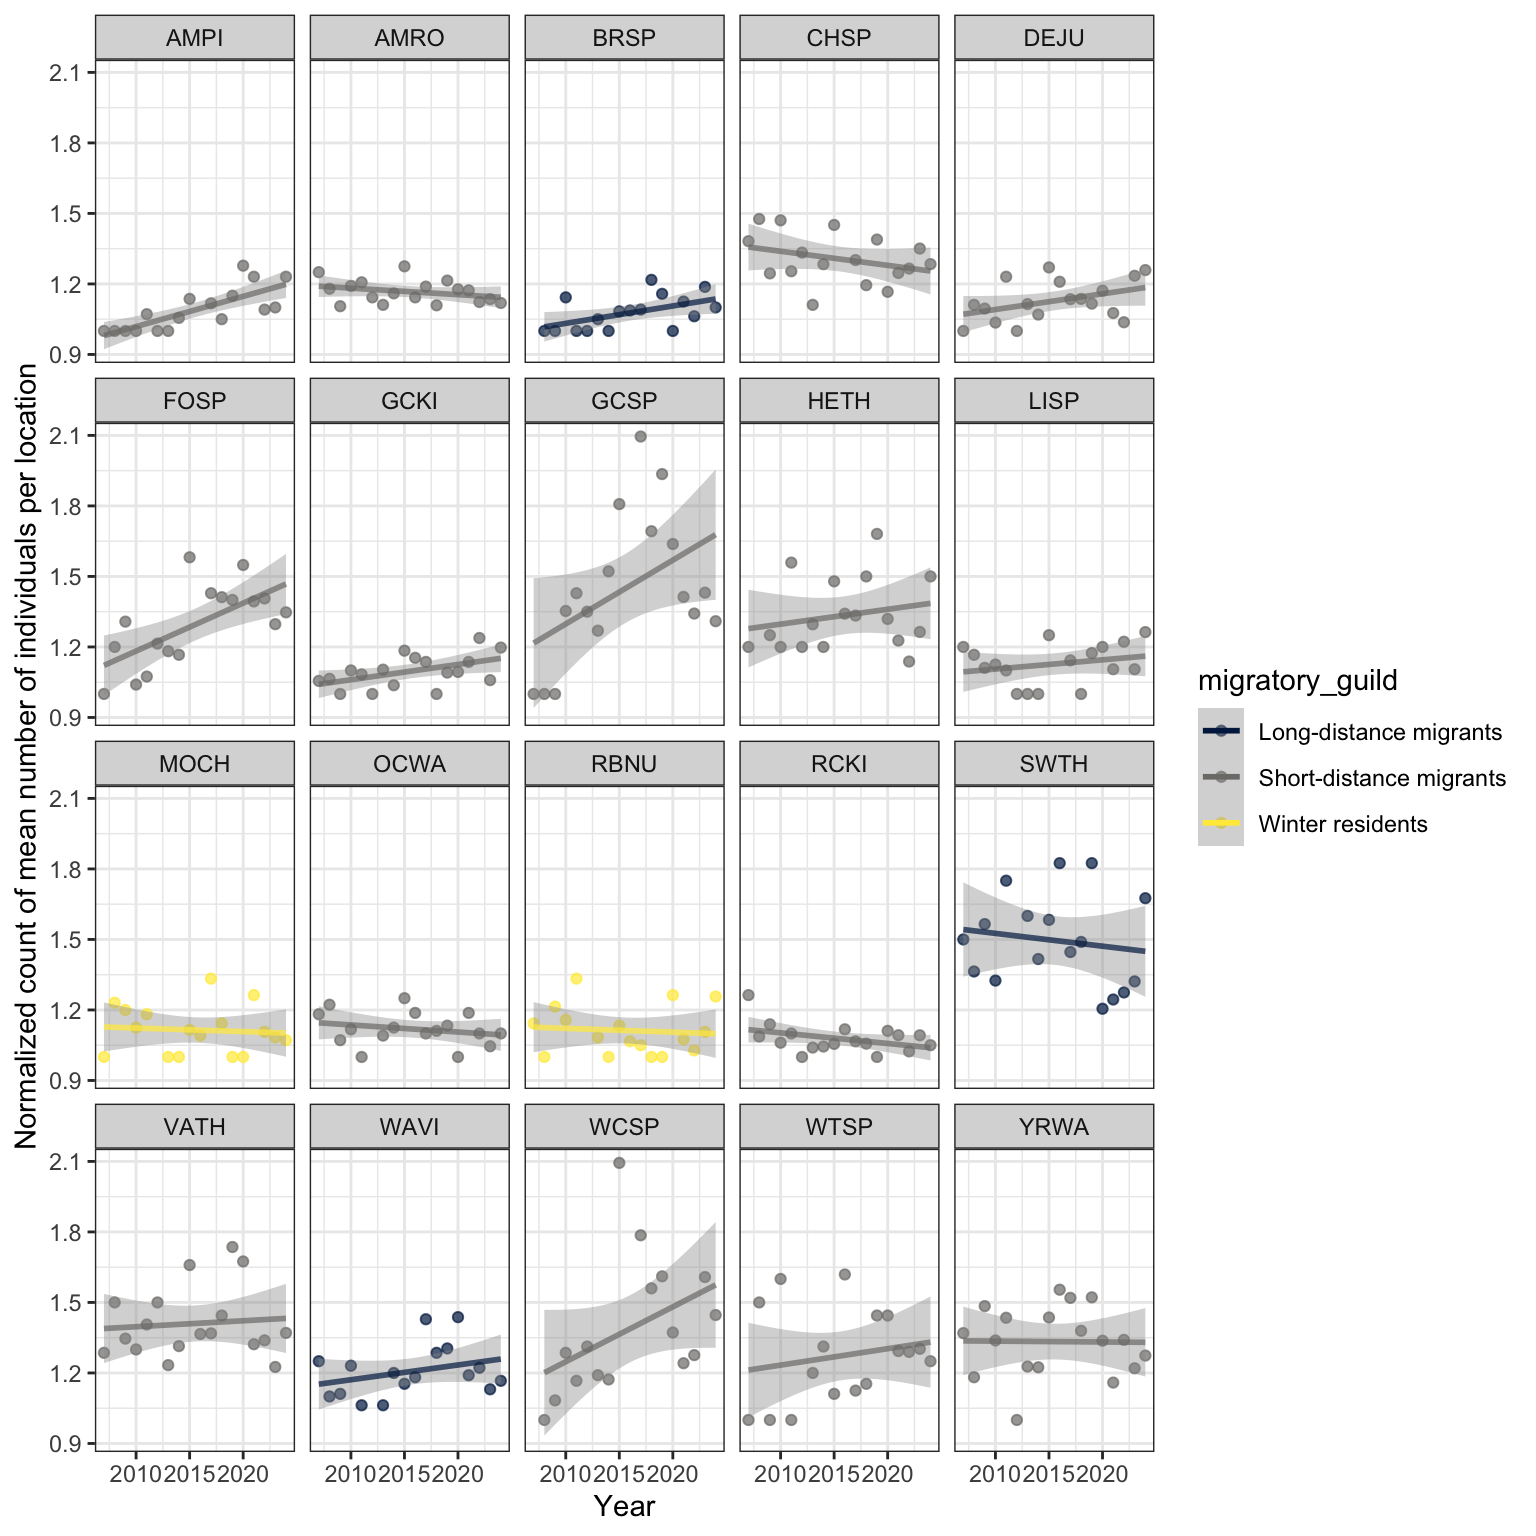 AMPI AMRO BRSP CHSP DEJU
2.1
1.8
1.5
1.2
0.9
FOSP GCKI GCSP HETH LISP
2.1
1.8
1.5
1.2
0.9
MOCH OCWA RBNU RCKI SWTH
2.1
1.8
1.5
1.2
0.9
VATH WAVI WCSP WTSP YRWA
2.1
1.8
1.5
1.2
0.9
2010 2015 2020 2010 2015 2020 2010 2015 2020 2010 2015 2020 2010 2015 2020
Year
Normalized count of mean number of individuals per location
migratory_guild
Long-distance migrants
Short-distance migrants
Winter residents